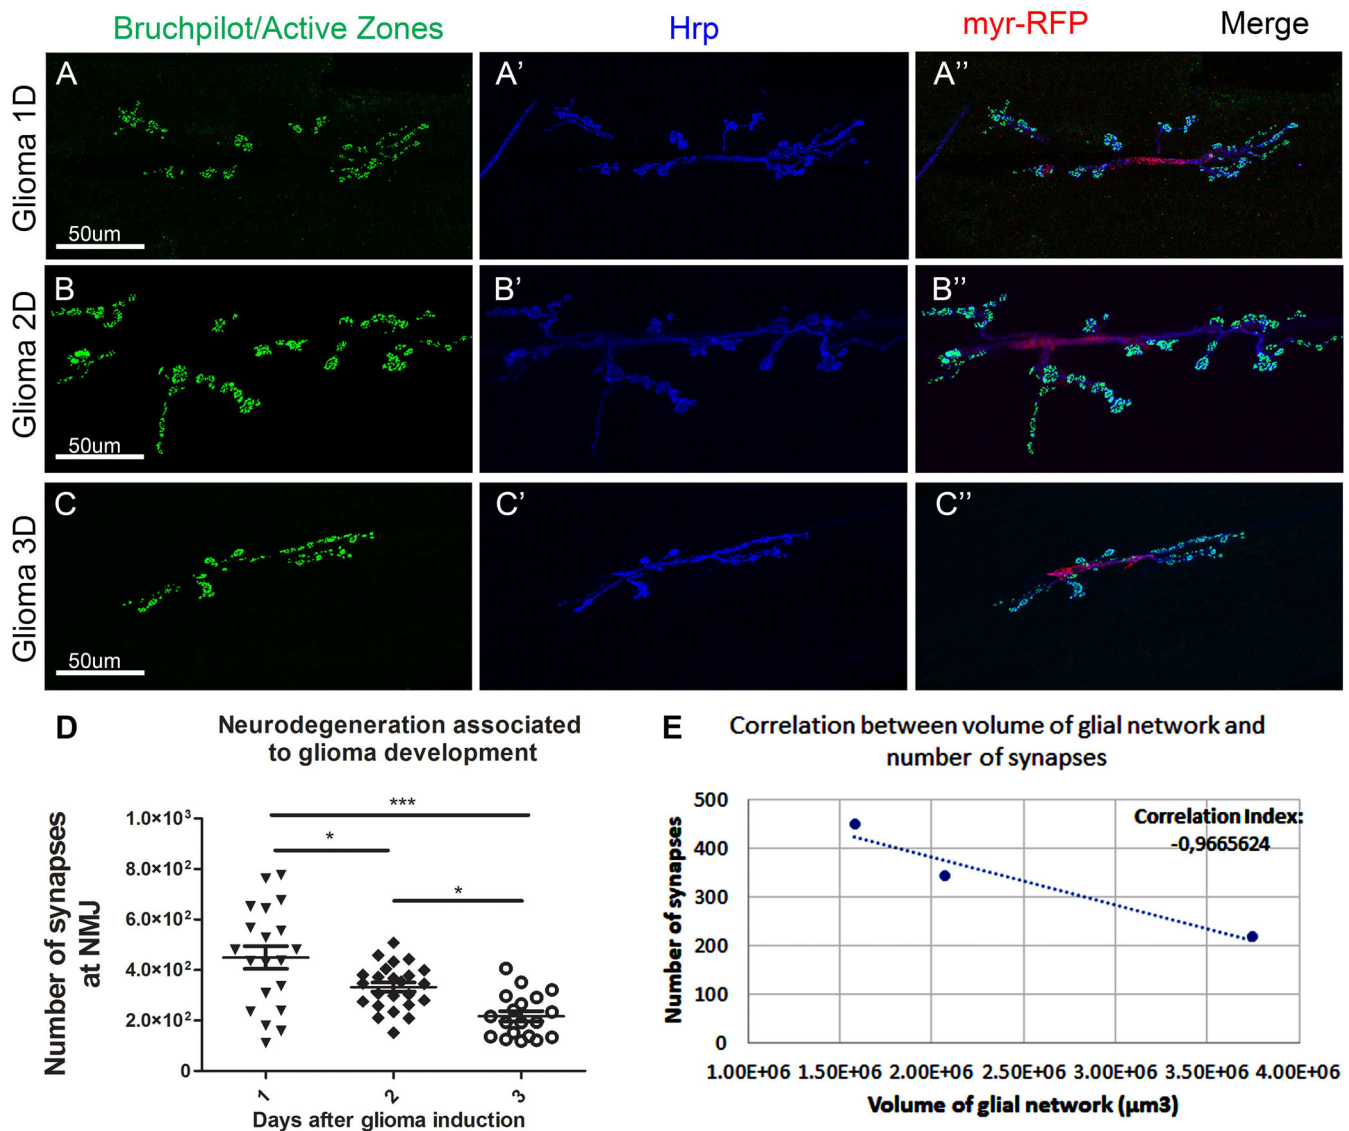 Bruchpilot/Active Zones Hrp myr-RFP Merge
Glioma 1D
A A' A''
50um
Glioma 2D
B B' B''
50um
Glioma 3D
C C' C''
50um
D Neurodegeneration associated
to glioma development
Number of synapses
at NMJ
1.0×10³
8.0×10²
6.0×10²
4.0×10²
2.0×10²
0
***
*
*
1 2 3
Days after glioma induction
E Correlation between volume of glial network and
number of synapses
Number of synapses
500
400
300
200
100
0
Correlation Index:
-0,9665624
1.00E+06 1.50E+06 2.00E+06 2.50E+06 3.00E+06 3.50E+06 4.00E+06
Volume of glial network (µm3)